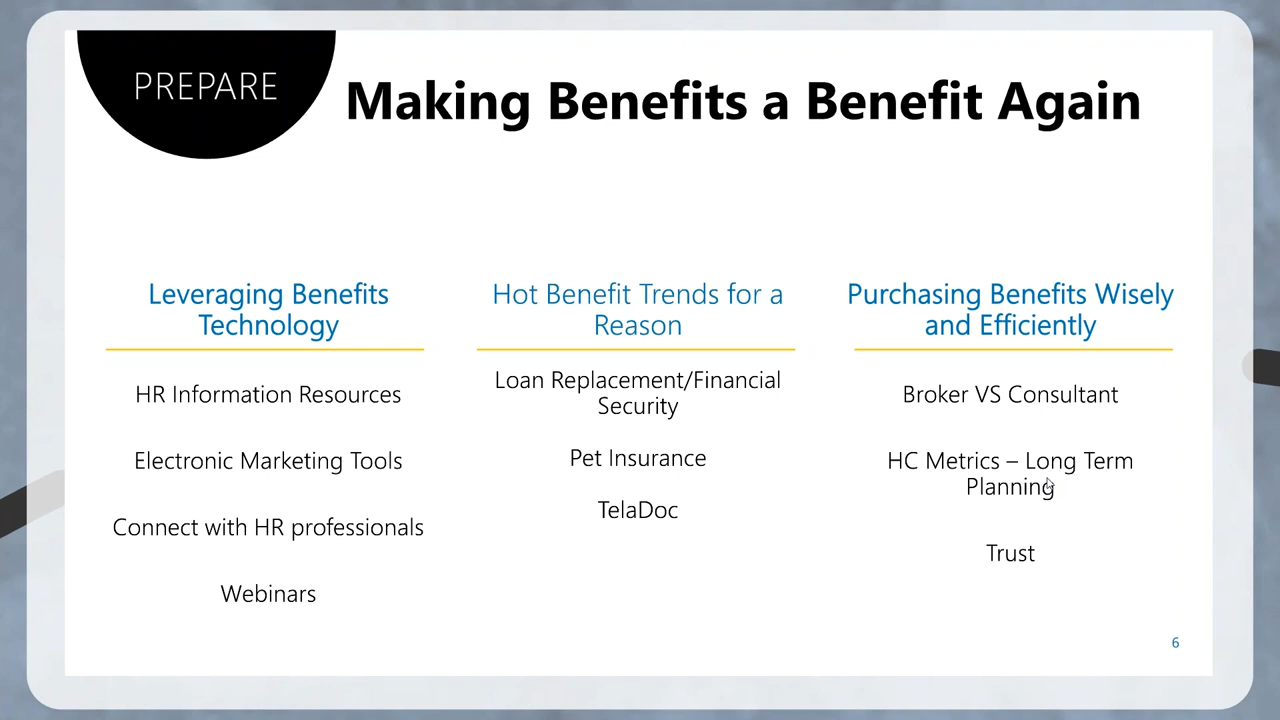 PREPARE
Making Benefits a Benefit Again
Leveraging Benefits
Technology
HR Information Resources
Electronic Marketing Tools
Connect with HR professionals
Webinars
Hot Benefit Trends for a
Reason
Loan Replacement/Financial
Security
Pet Insurance
TelaDoc
Purchasing Benefits Wisely
and Efficiently
Broker VS Consultant
HC Metrics – Long Term
Planning
Trust
6